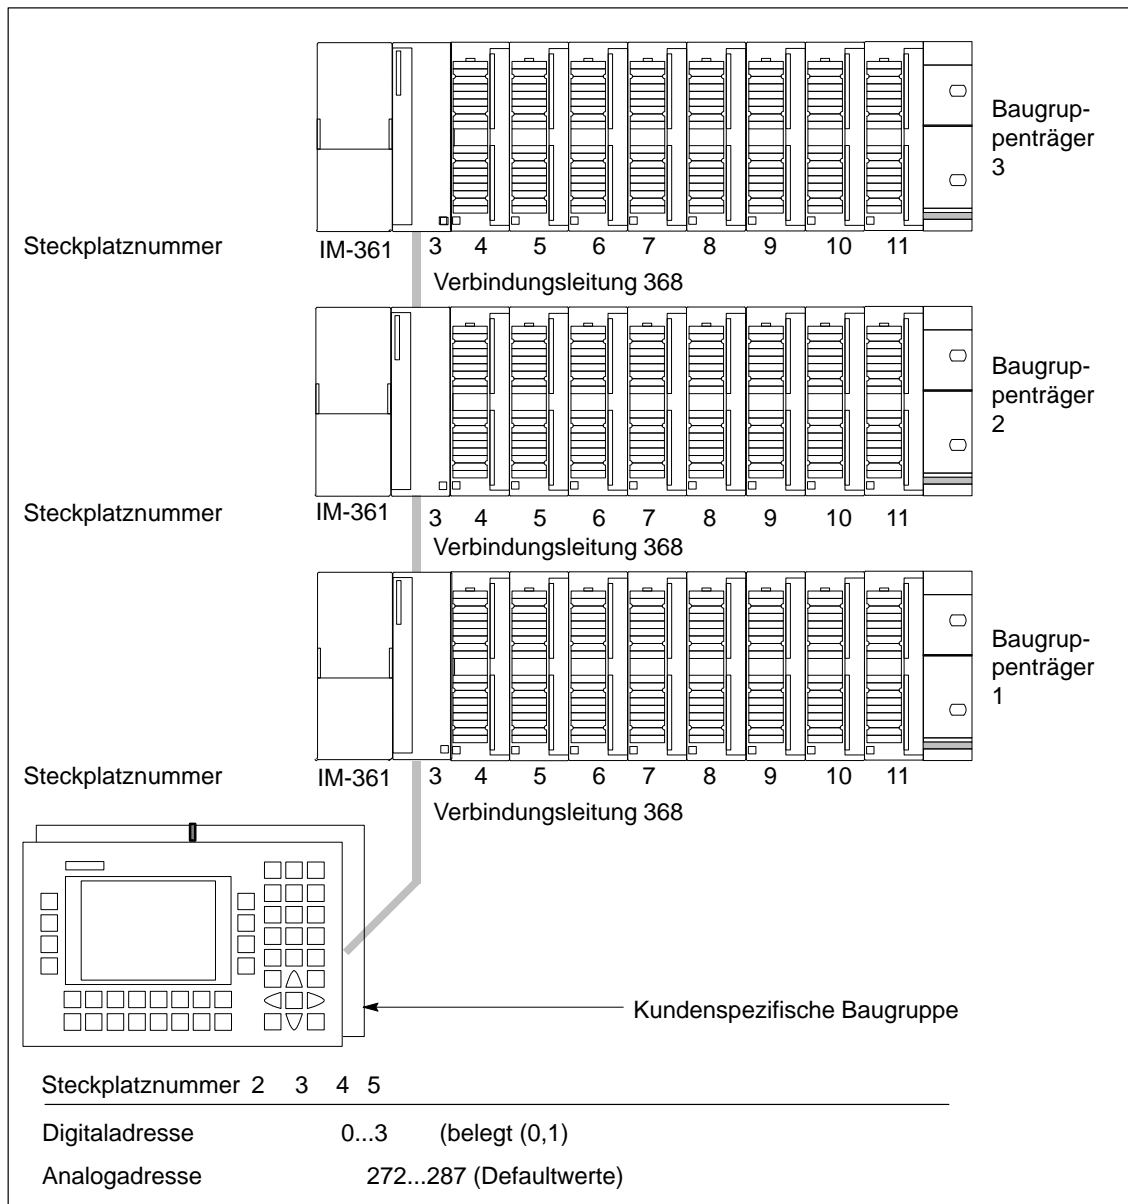 Baugrup-
penträger
3
Steckplatznummer IM-361 3 4 5 6 7 8 9 10 11
Verbindungsleitung 368
Baugrup-
penträger
2
Steckplatznummer IM-361 3 4 5 6 7 8 9 10 11
Verbindungsleitung 368
Baugrup-
penträger
1
Steckplatznummer IM-361 3 4 5 6 7 8 9 10 11
Verbindungsleitung 368
Kundenspezifische Baugruppe
Steckplatznummer 2 3 4 5
Digitaladresse 0...3 (belegt (0,1)
Analogadresse 272...287 (Defaultwerte)